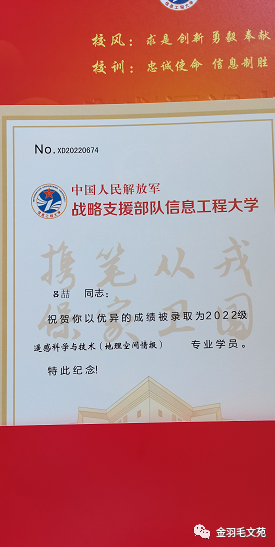 校风：求是创新 勇毅奉献
校训：忠诚使命 信息制胜
No.XD20220674
中国人民解放军
战略支援部队信息工程大学
携笔从戎
保家卫国
同志：
祝贺你以优异的成绩被录取为2022级
遥感科学与技术（地理空间情报） 专业学员。
特此纪念！
金羽毛文苑